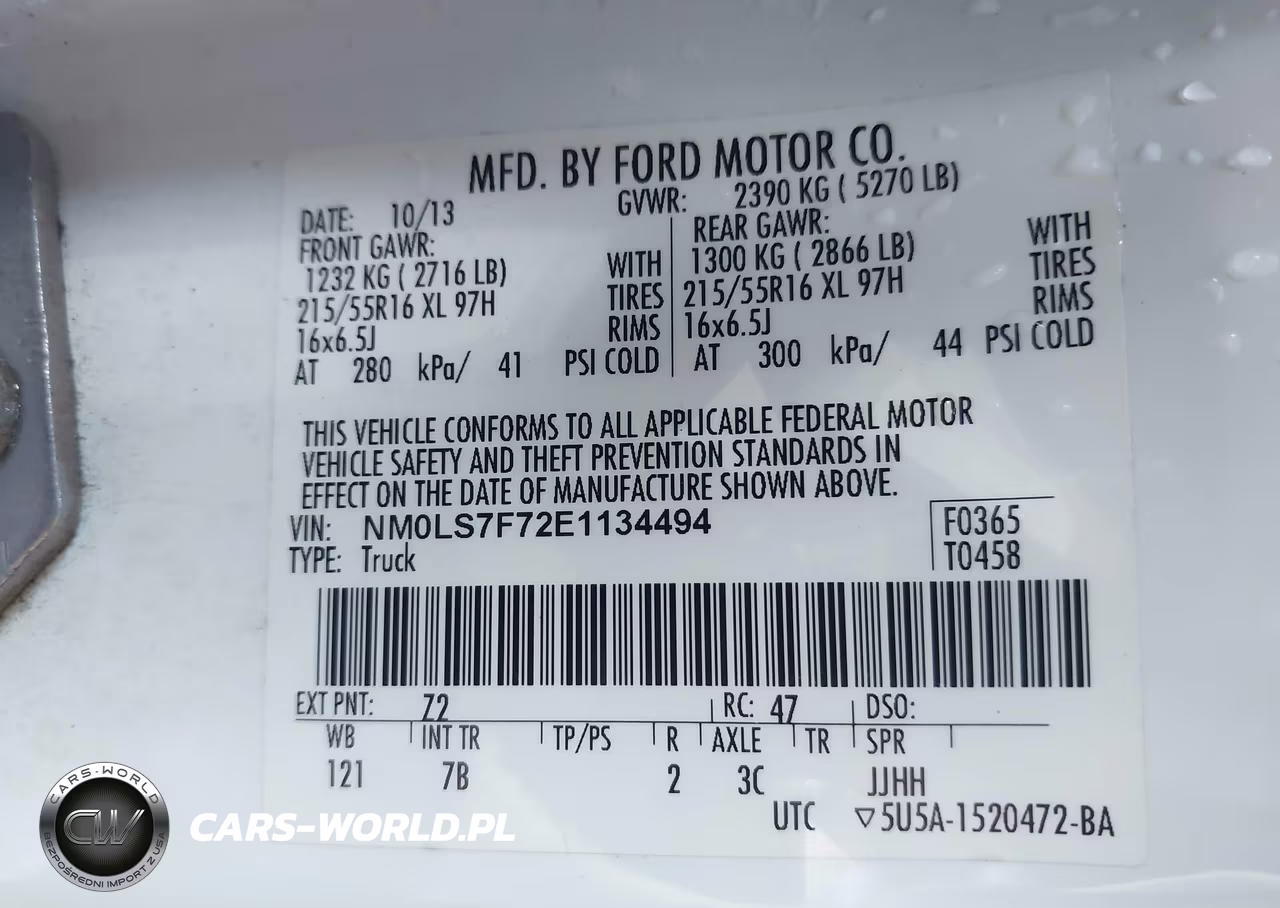 MFD. BY FORD MOTOR CO.
DATE: 10/13 GVWR: 2390 KG ( 5270 LB)
FRONT GAWR:
1232 KG ( 2716 LB) WITH
215/55R16 XL 97H TIRES
16x6.5J RIMS
AT 280 kPa/ 41 PSI COLD
REAR GAWR:
1300 KG ( 2866 LB) WITH
215/55R16 XL 97H TIRES
16x6.5J RIMS
AT 300 kPa/ 44 PSI COLD
THIS VEHICLE CONFORMS TO ALL APPLICABLE FEDERAL MOTOR
VEHICLE SAFETY AND THEFT PREVENTION STANDARDS IN
EFFECT ON THE DATE OF MANUFACTURE SHOWN ABOVE.
VIN: NM0LS7F72E1134494
TYPE: Truck
F0365
T0458
EXT PNT: Z2 RC: 47 DSO:
WB INT TR TP/PS R AXLE TR SPR
121 7B 2 3C JJHH
UTC ▽5U5A-1520472-BA
CARS-WORLD
CW
BEZPOŚREDNI IMPORT Z USA
CARS-WORLD.PL